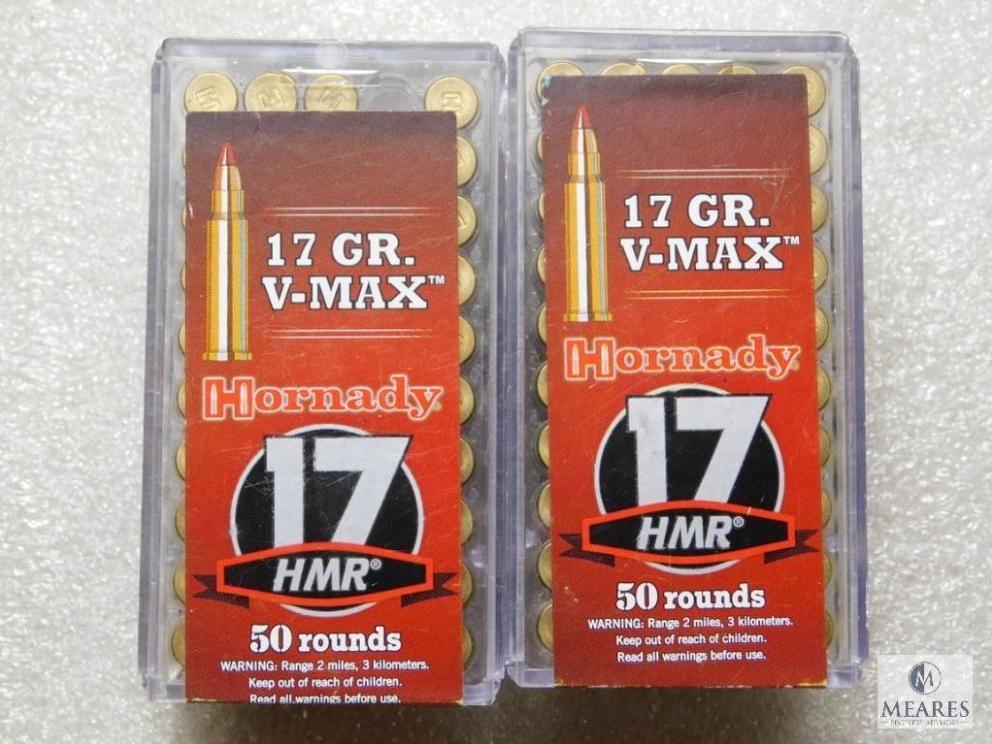 17 GR.
V-MAX™
Hornady
17
HMR®
50 rounds
WARNING: Range 2 miles, 3 kilometers.
Keep out of reach of children.
Read all warnings before use.
17 GR.
V-MAX™
Hornady
17
HMR®
50 rounds
WARNING: Range 2 miles, 3 kilometers.
Keep out of reach of children.
Read all warnings before use.
M
MEARES
PROPERTY ADVISORS